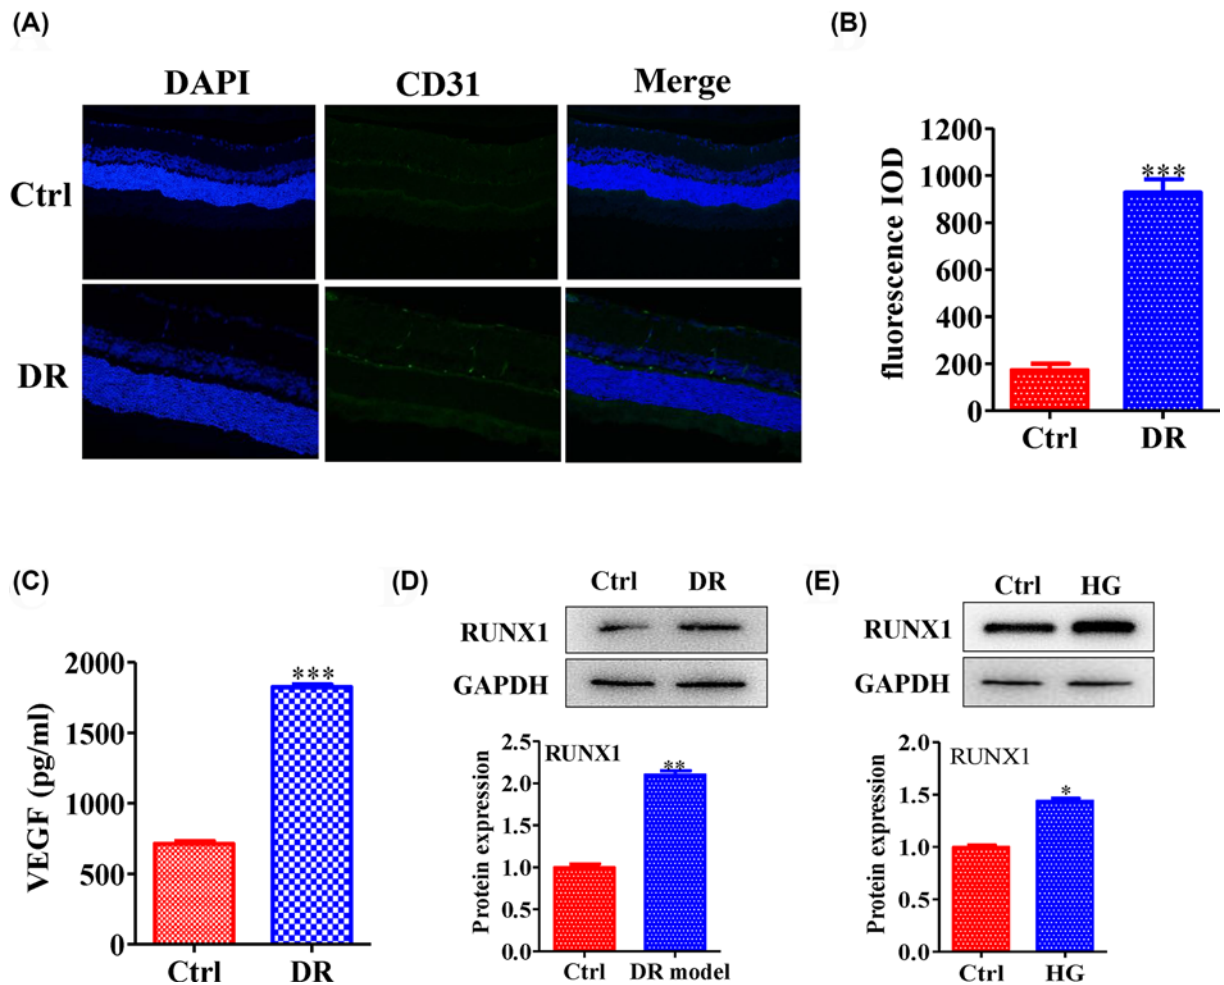 (A)
(B)
DAPI CD31 Merge
Ctrl
DR
1200
1000
800
600
400
200
0
fluorescence IOD
***
Ctrl DR
(C)
2000
1500
1000
500
0
VEGF (pg/ml)
***
Ctrl DR
(D)
Ctrl DR
RUNX1
GAPDH
2.5
2.0
1.5
1.0
0.5
0.0
Protein expression
RUNX1
**
Ctrl DR model
(E)
Ctrl HG
RUNX1
GAPDH
2.0
1.5
1.0
0.5
0.0
Protein expression
RUNX1
*
Ctrl HG